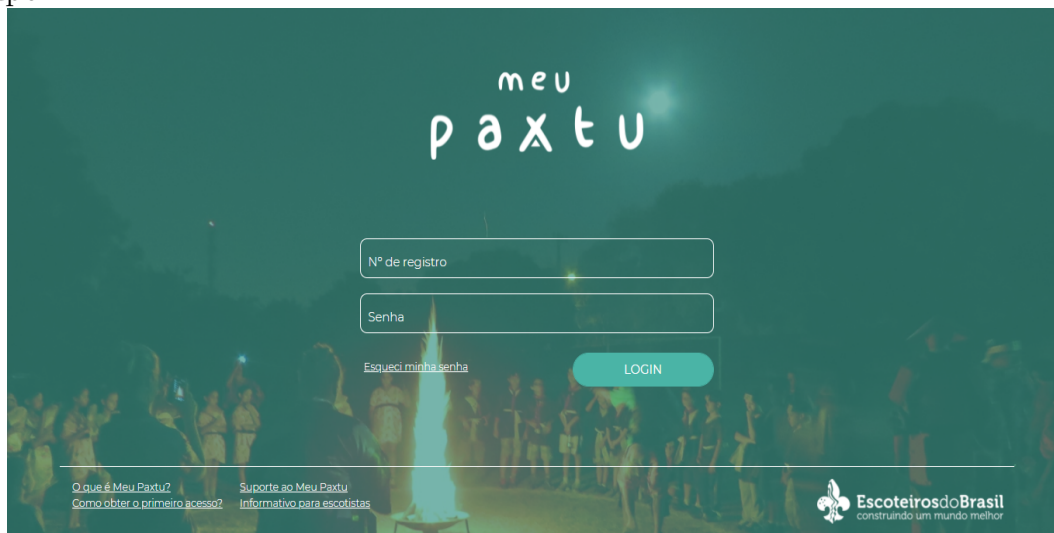 meu
paxtu
Nº de registro
Senha
Esqueci minha senha
LOGIN
O que é Meu Paxtu?
Suporte ao Meu Paxtu
Como obter o primeiro acesso?
Informativo para escotistas
EscoteirosdoBrasil
construindo um mundo melhor